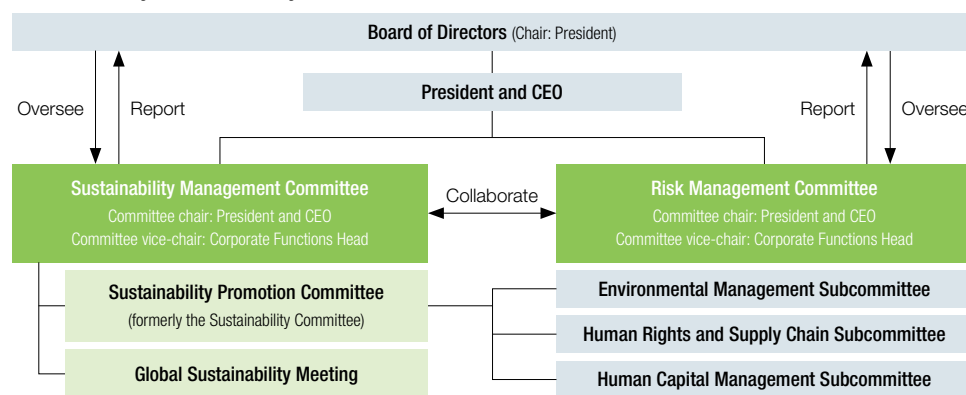 Board of Directors (Chair: President)
President and CEO
Oversee
Report
Report
Oversee
Sustainability Management Committee
Committee chair: President and CEO
Committee vice-chair: Corporate Functions Head
Collaborate
Risk Management Committee
Committee chair: President and CEO
Committee vice-chair: Corporate Functions Head
Sustainability Promotion Committee
(formerly the Sustainability Committee)
Global Sustainability Meeting
Environmental Management Subcommittee
Human Rights and Supply Chain Subcommittee
Human Capital Management Subcommittee